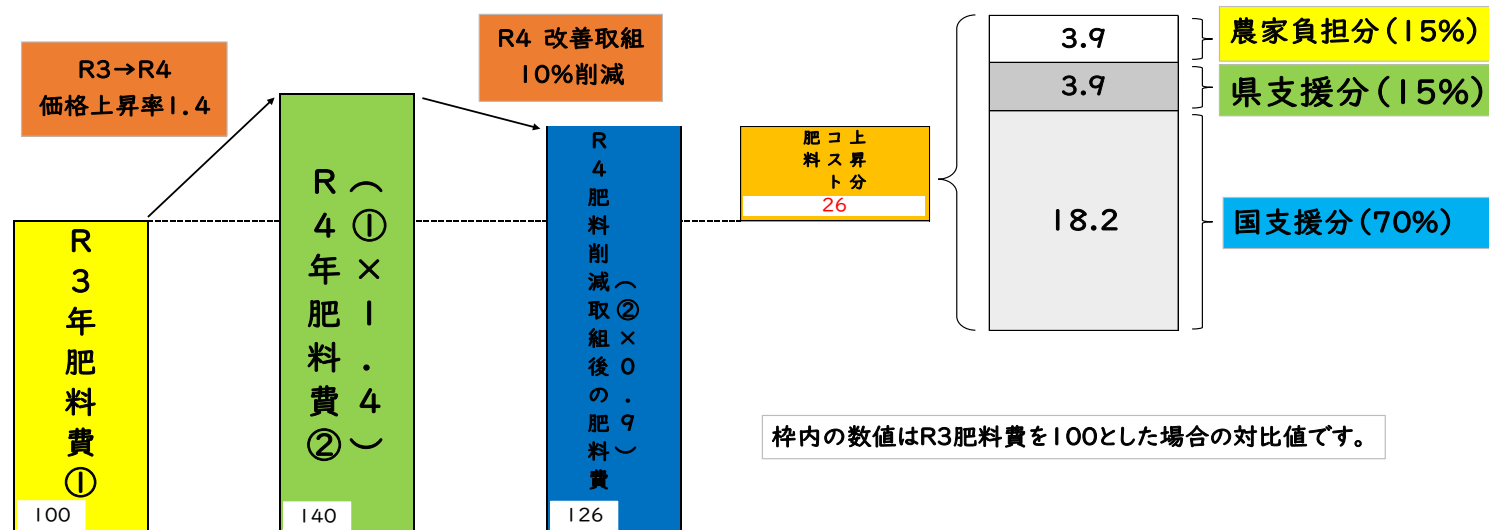 R3→R4
価格上昇率1.4
R3年肥料費①
100
R4年肥料費②
(①×1.4)
140
R4 改善取組
10%削減
R4肥料削減取組後の肥料費
(②×0.9)
126
肥料
コスト
上昇分
26
3.9
3.9
18.2
農家負担分(15%)
県支援分(15%)
国支援分(70%)
枠内の数値はR3肥料費を100とした場合の対比値です。